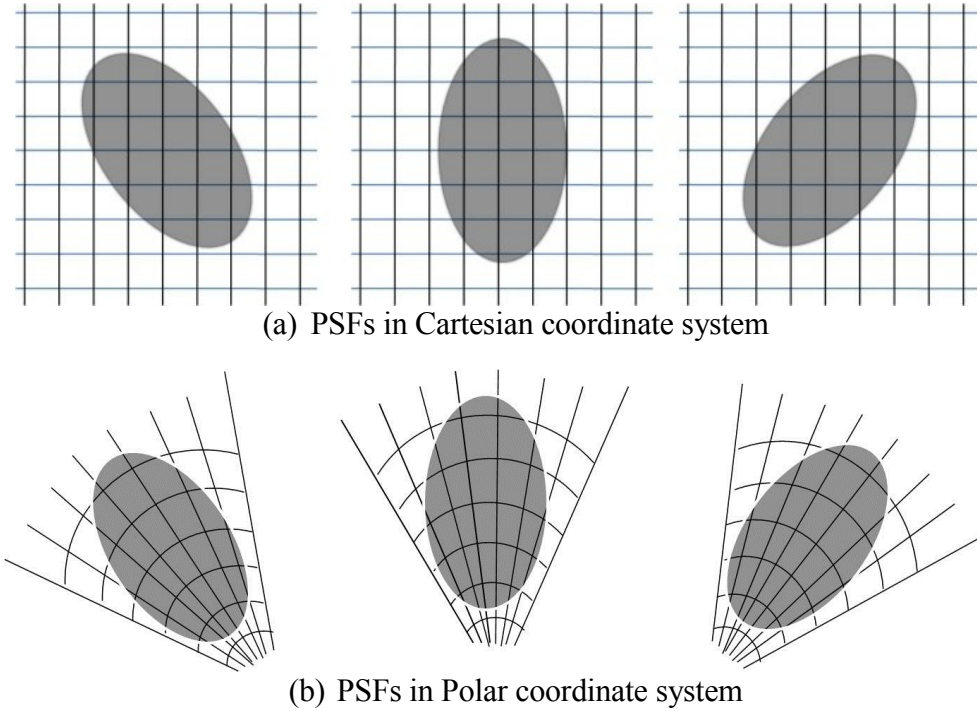 (a) PSFs in Cartesian coordinate system
(b) PSFs in Polar coordinate system